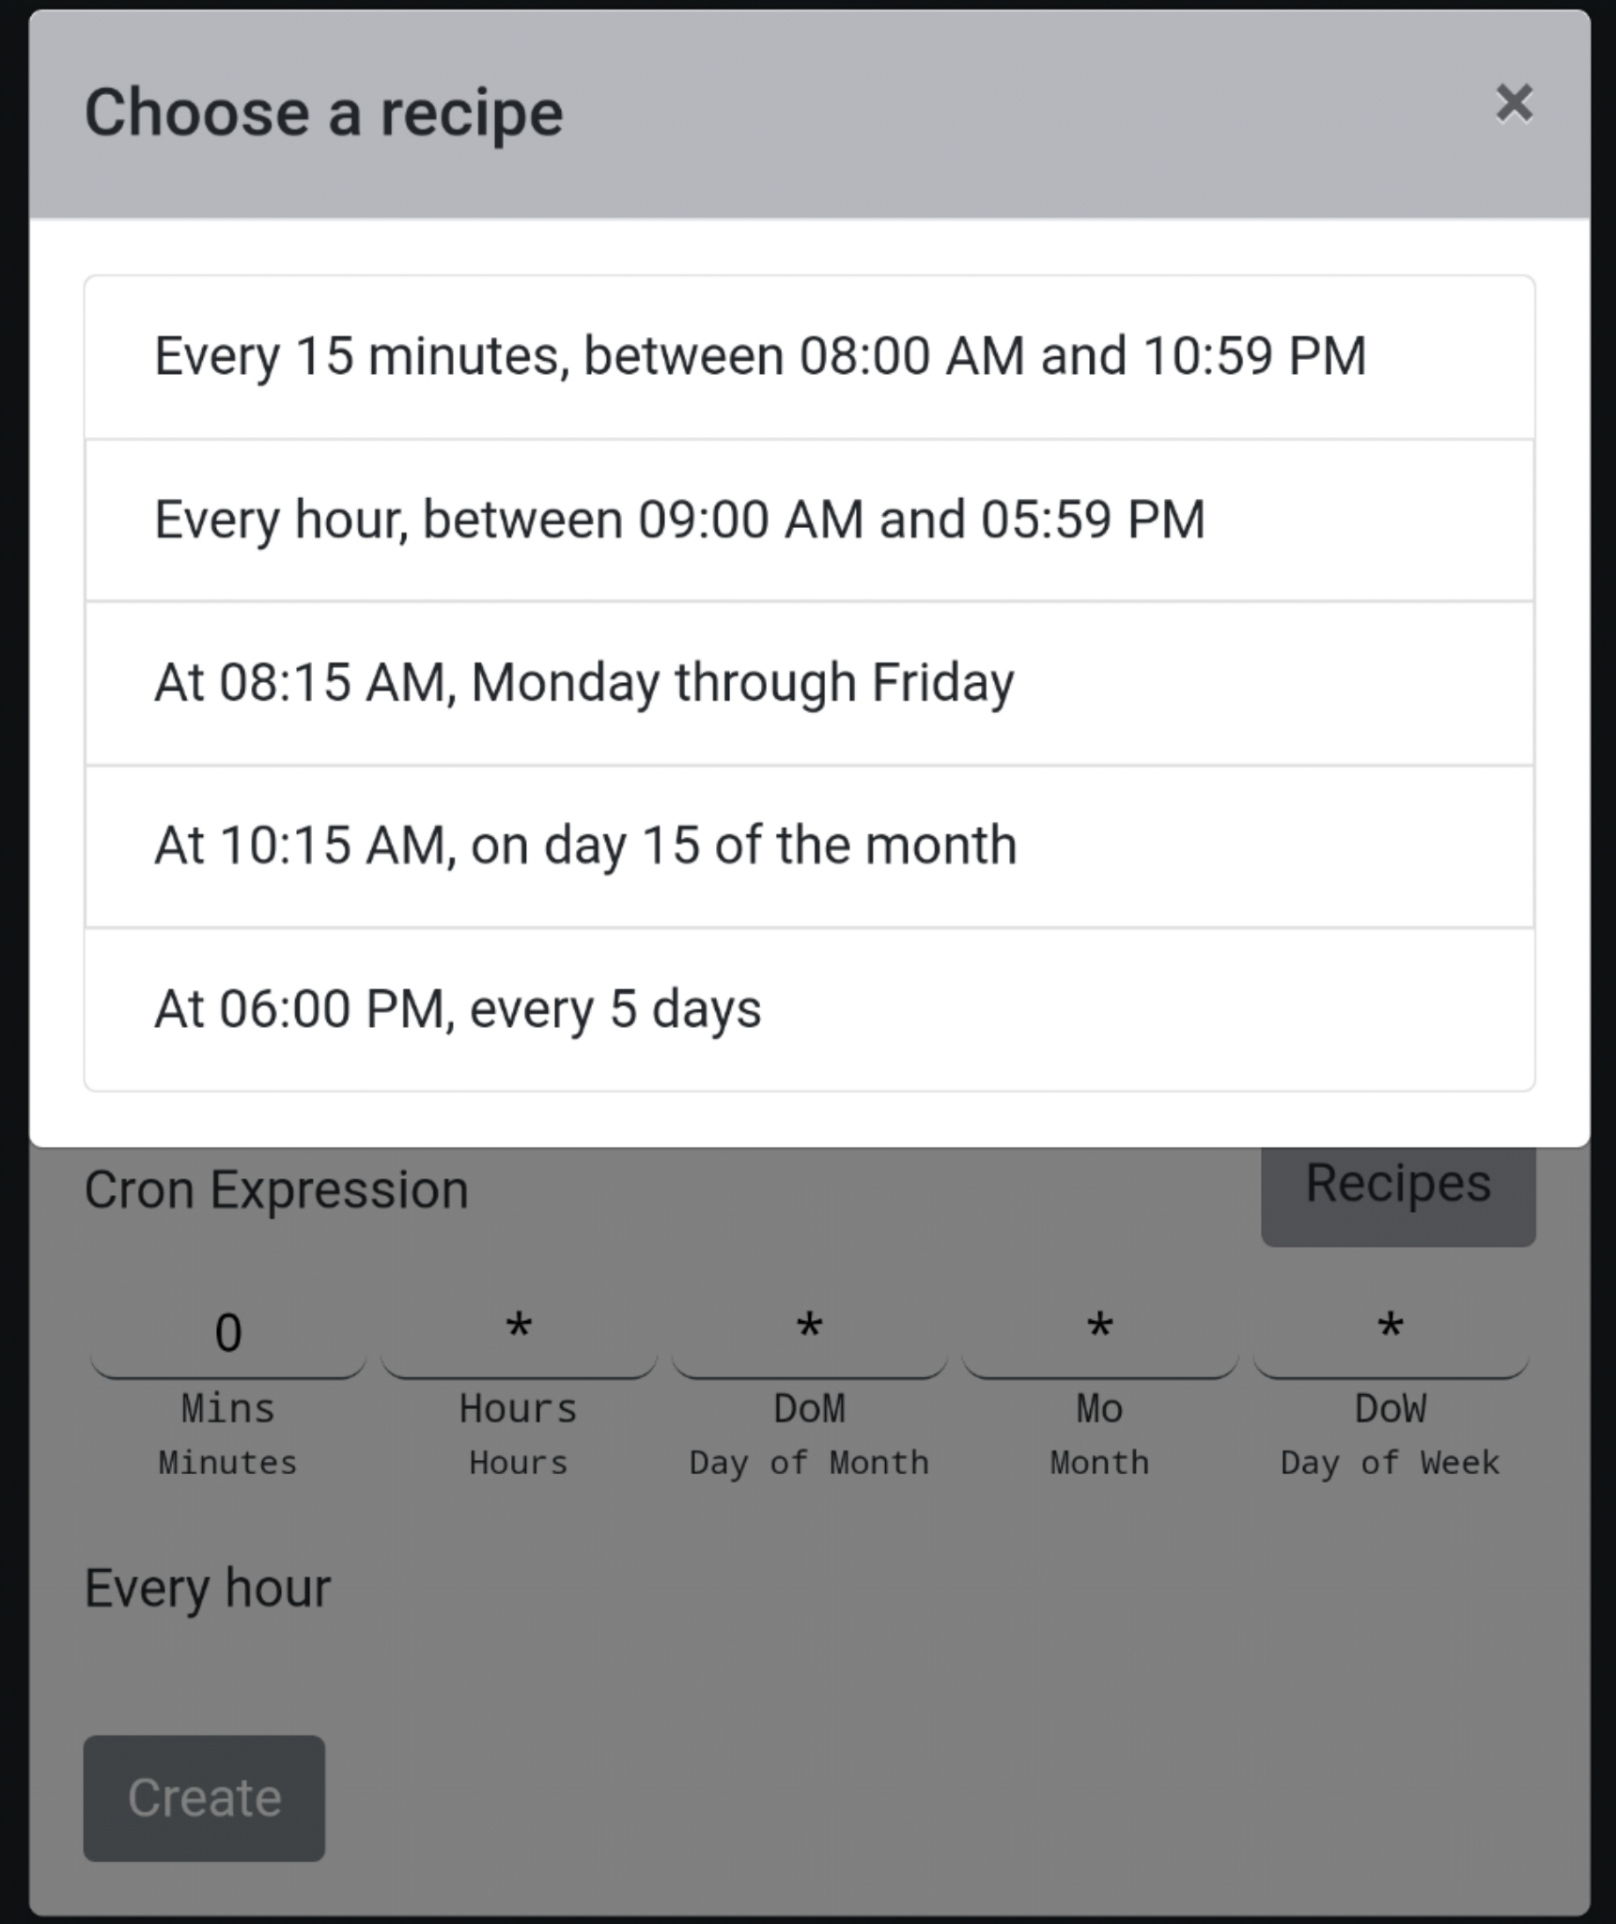 Choose a recipe ×
Every 15 minutes, between 08:00 AM and 10:59 PM
Every hour, between 09:00 AM and 05:59 PM
At 08:15 AM, Monday through Friday
At 10:15 AM, on day 15 of the month
At 06:00 PM, every 5 days
Cron Expression Recipes
0 * * * *
Mins Hours DoM Mo DoW
Minutes Hours Day of Month Month Day of Week
Every hour
Create